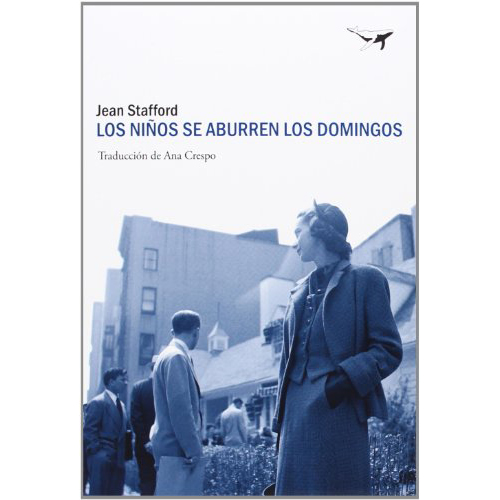 Jean Stafford
LOS NIÑOS SE ABURREN LOS DOMINGOS
Traducción de Ana Crespo